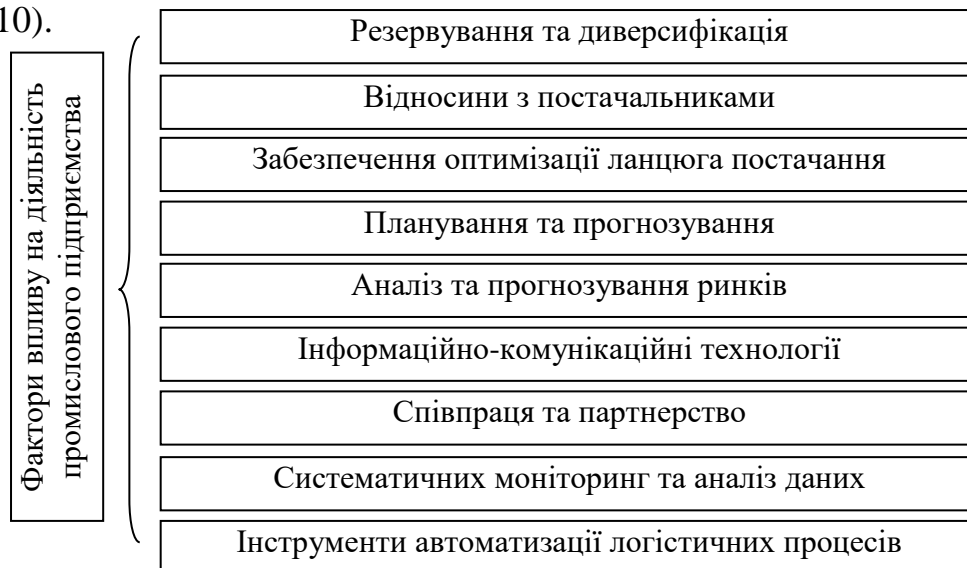 10).
Фактори впливу на діяльність
промислового підприємства
Резервування та диверсифікація
Відносини з постачальниками
Забезпечення оптимізації ланцюга постачання
Планування та прогнозування
Аналіз та прогнозування ринків
Інформаційно-комунікаційні технології
Співпраця та партнерство
Систематичних моніторинг та аналіз даних
Інструменти автоматизації логістичних процесів